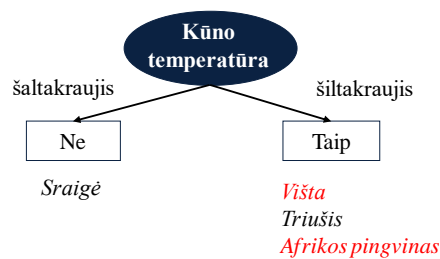 Kūno
temperatūra
šaltakraujis
šiltakraujis
Ne
Taip
Sraigė
Višta
Triušis
Afrikos pingvinas